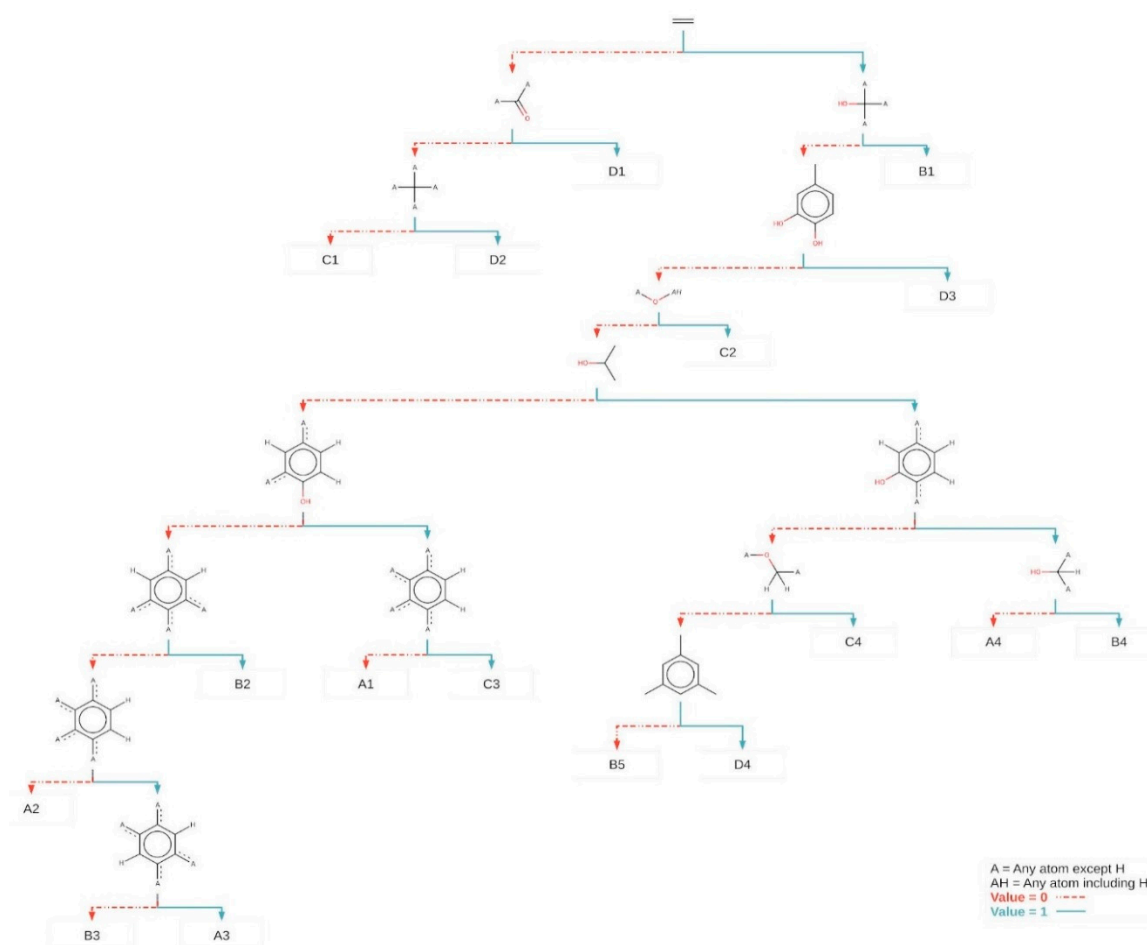 A
A
O
A
HO
A
A
D1
B1
A
A
A
A
HO
OH
C1
D2
D3
A
AH
O
C2
HO
A
H
H
A
H
OH
A
H
H
HO
H
A
A
H
H
A
A
A
A
A
H
A
H
A
A
O
A
H
H
A
HO
H
A
B2
A1
C3
C4
A4
B4
A
A
H
A
H
A
B5
D4
A2
A
A
H
H
A
A
B3
A3
A = Any atom except H
AH = Any atom including H
Value = 0
Value = 1